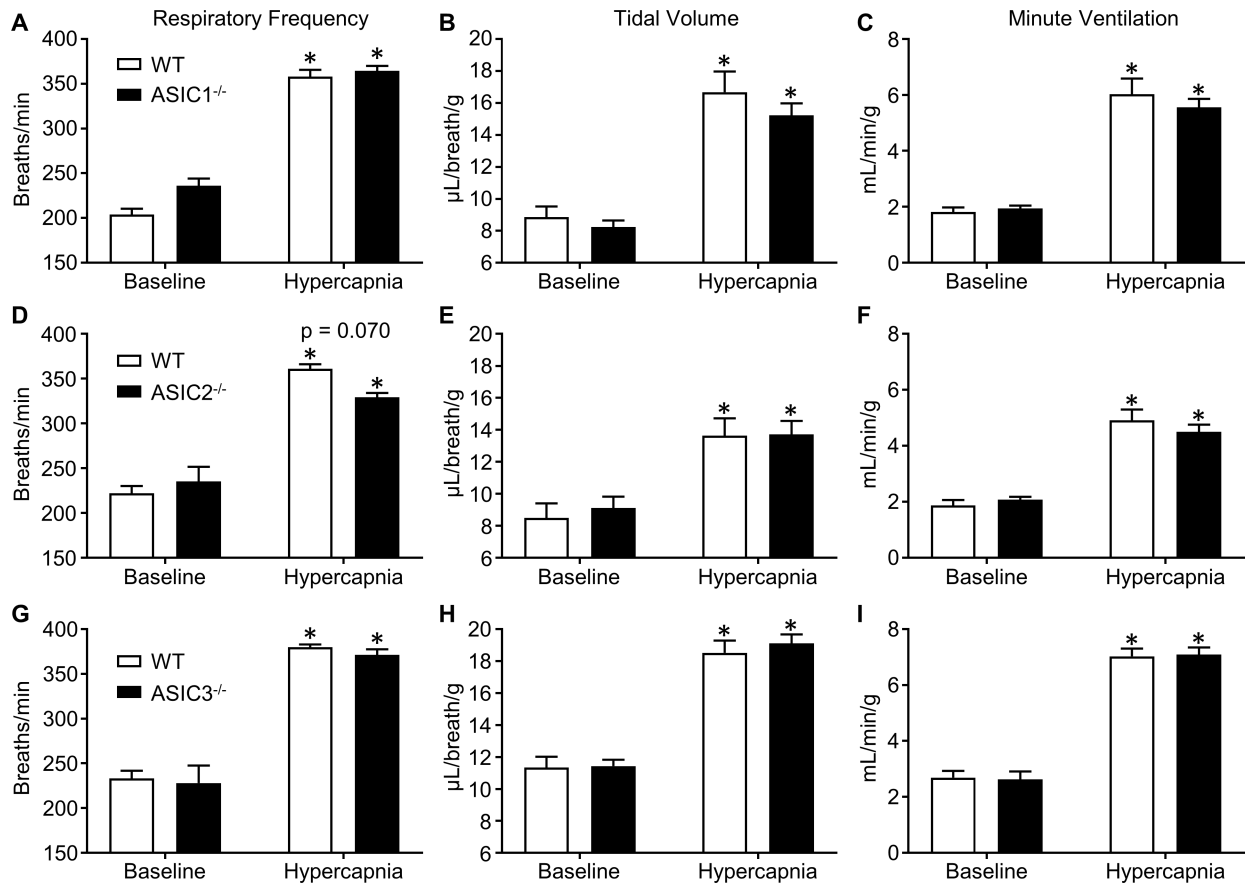 Respiratory Frequency
Tidal Volume
Minute Ventilation
A
400
350
300
250
200
150
Breaths/min
WT
ASIC1-/-
* *
Baseline Hypercapnia
B
20
18
16
14
12
10
8
6
µL/breath/g
* *
Baseline Hypercapnia
C
8
6
4
2
0
mL/min/g
* *
Baseline Hypercapnia
D
400
350
300
250
200
150
Breaths/min
WT
ASIC2-/-
p = 0.070
* *
Baseline Hypercapnia
E
20
18
16
14
12
10
8
6
µL/breath/g
* *
Baseline Hypercapnia
F
8
6
4
2
0
mL/min/g
* *
Baseline Hypercapnia
G
400
350
300
250
200
150
Breaths/min
WT
ASIC3-/-
* *
Baseline Hypercapnia
H
20
18
16
14
12
10
8
6
µL/breath/g
* *
Baseline Hypercapnia
I
8
6
4
2
0
mL/min/g
* *
Baseline Hypercapnia